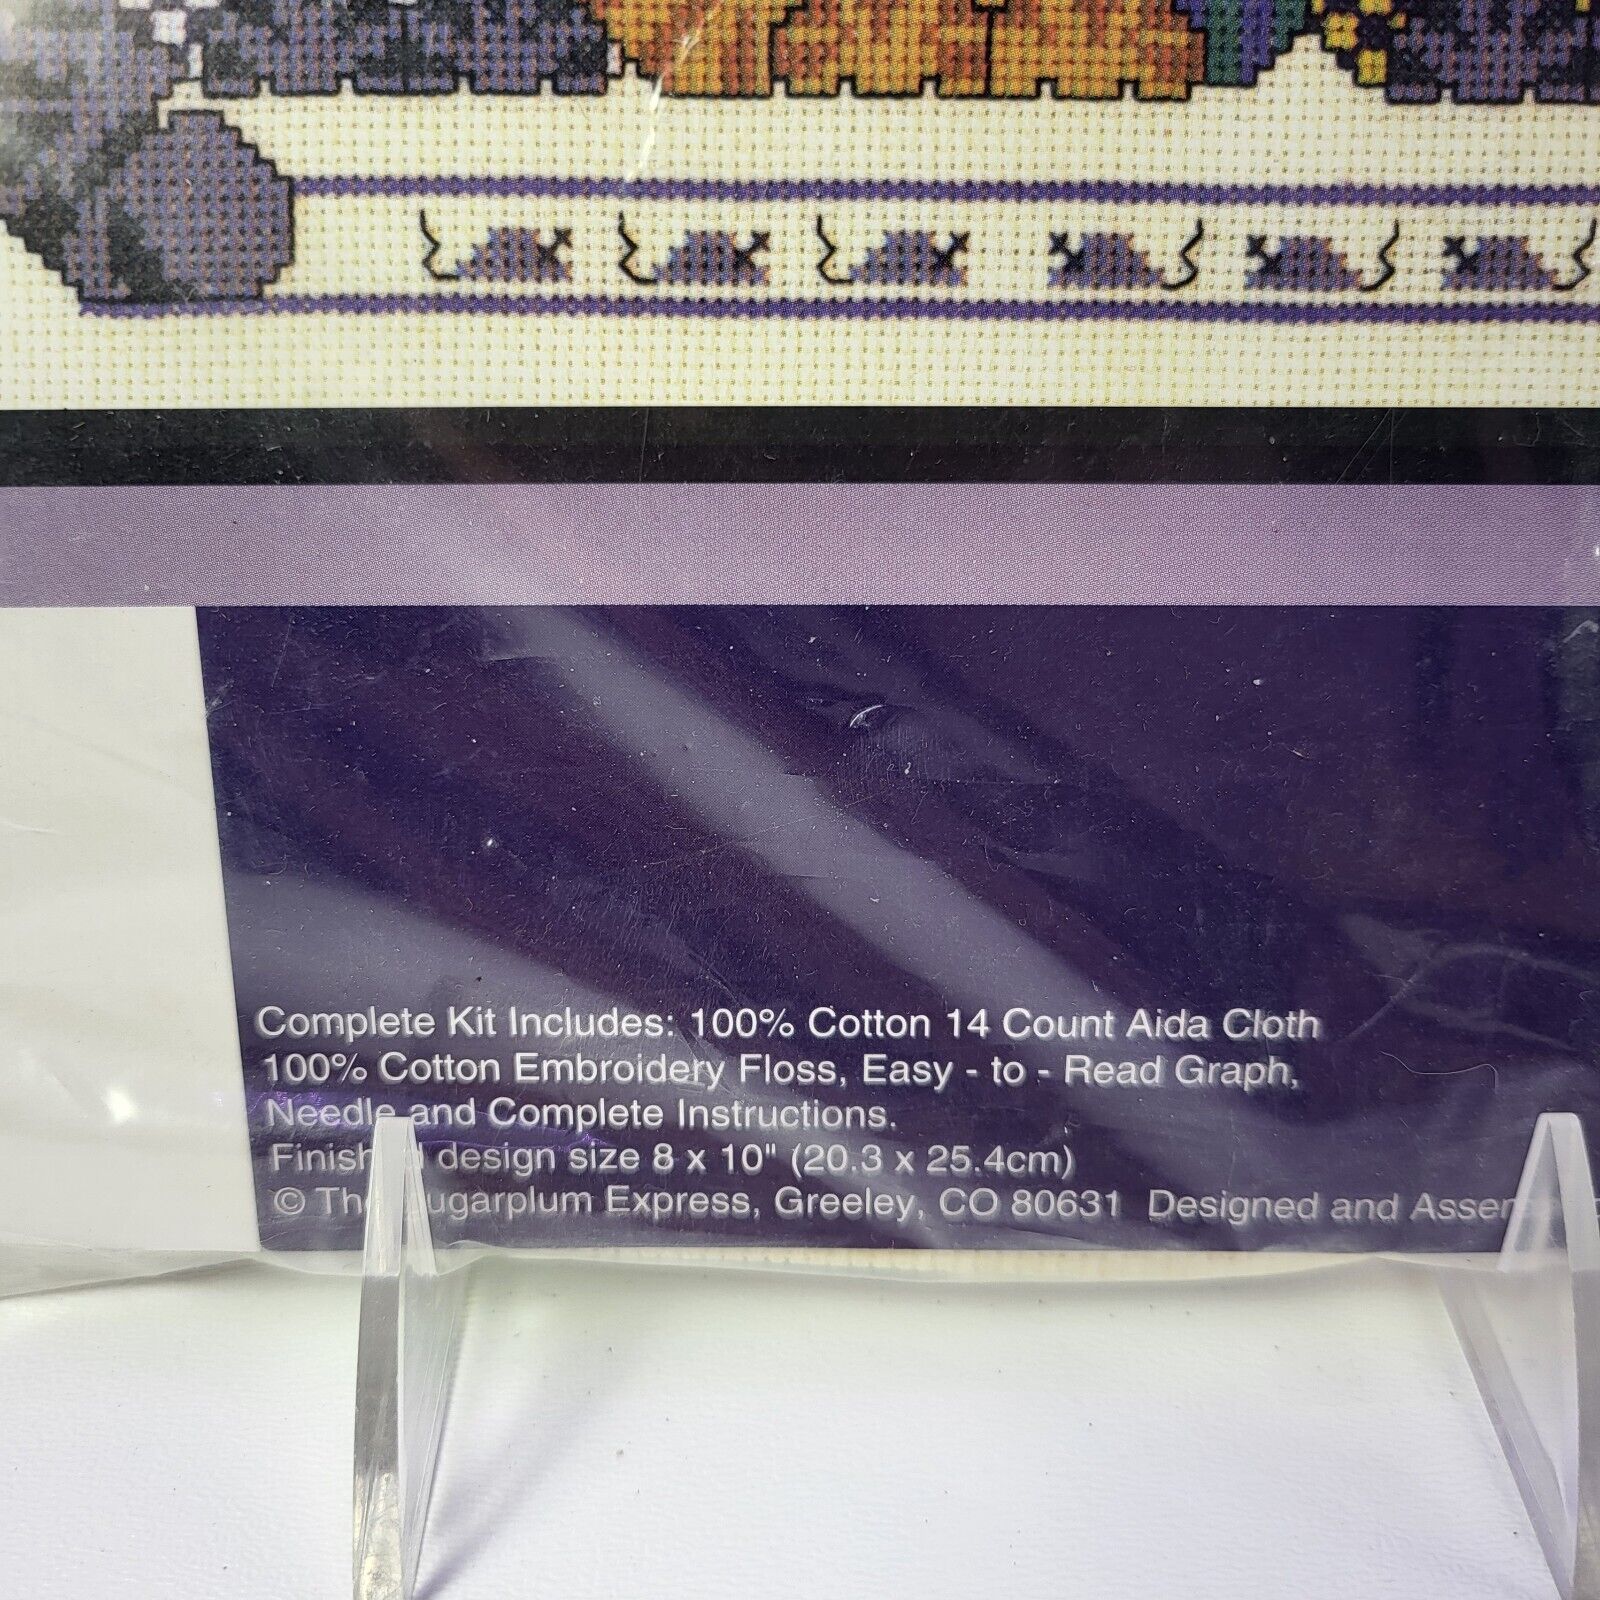 Complete Kit Includes: 100% Cotton 14 Count Aida Cloth
100% Cotton Embroidery Floss, Easy - to - Read Graph,
Needle and Complete Instructions.
design size 8 x 10" (20.3 x 25.4cm)
© The Sugarplum Express, Greeley, CO 80631 Designed and